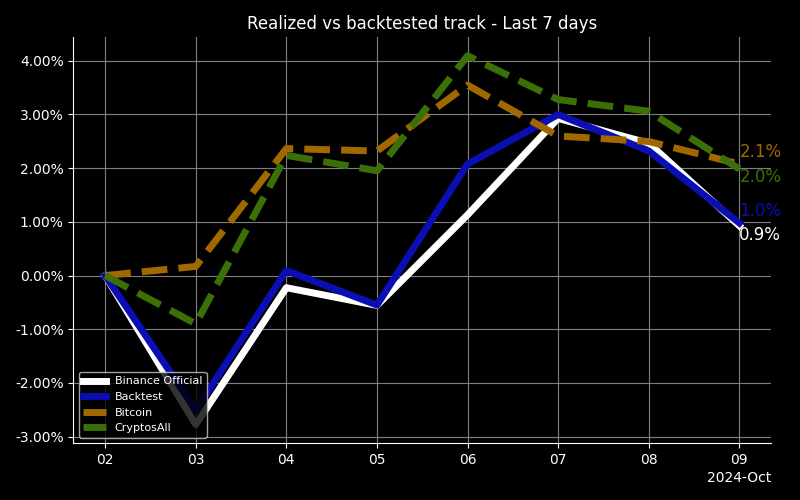 Realized vs backtested track - Last 7 days
4.00%
3.00%
2.00%
1.00%
0.00%
-1.00%
-2.00%
-3.00%
2.1%
2.0%
1.0%
0.9%
Binance Official
Backtest
Bitcoin
CryptosAll
02 03 04 05 06 07 08 09
2024-Oct